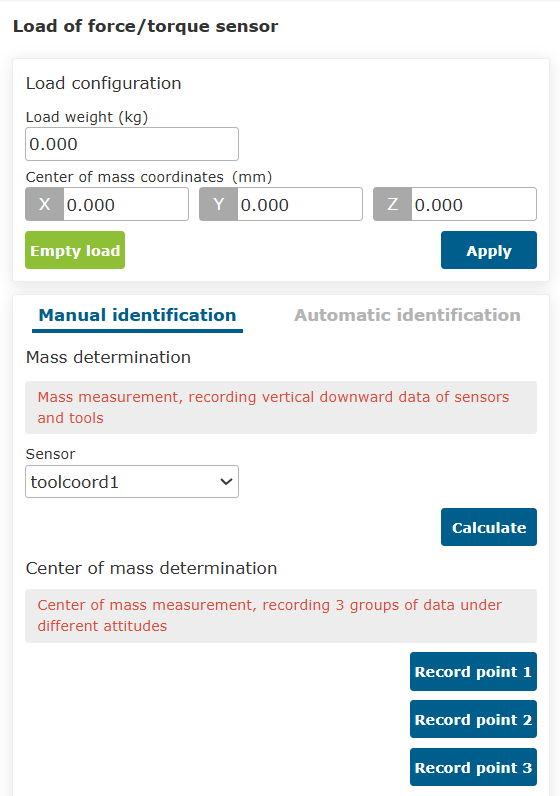 Load of force/torque sensor
Load configuration
Load weight (kg)
0.000
Center of mass coordinates (mm)
X 0.000 Y 0.000 Z 0.000
Empty load Apply
Manual identification Automatic identification
Mass determination
Mass measurement, recording vertical downward data of sensors
and tools
Sensor
toolcoord1
Calculate
Center of mass determination
Center of mass measurement, recording 3 groups of data under
different attitudes
Record point 1
Record point 2
Record point 3